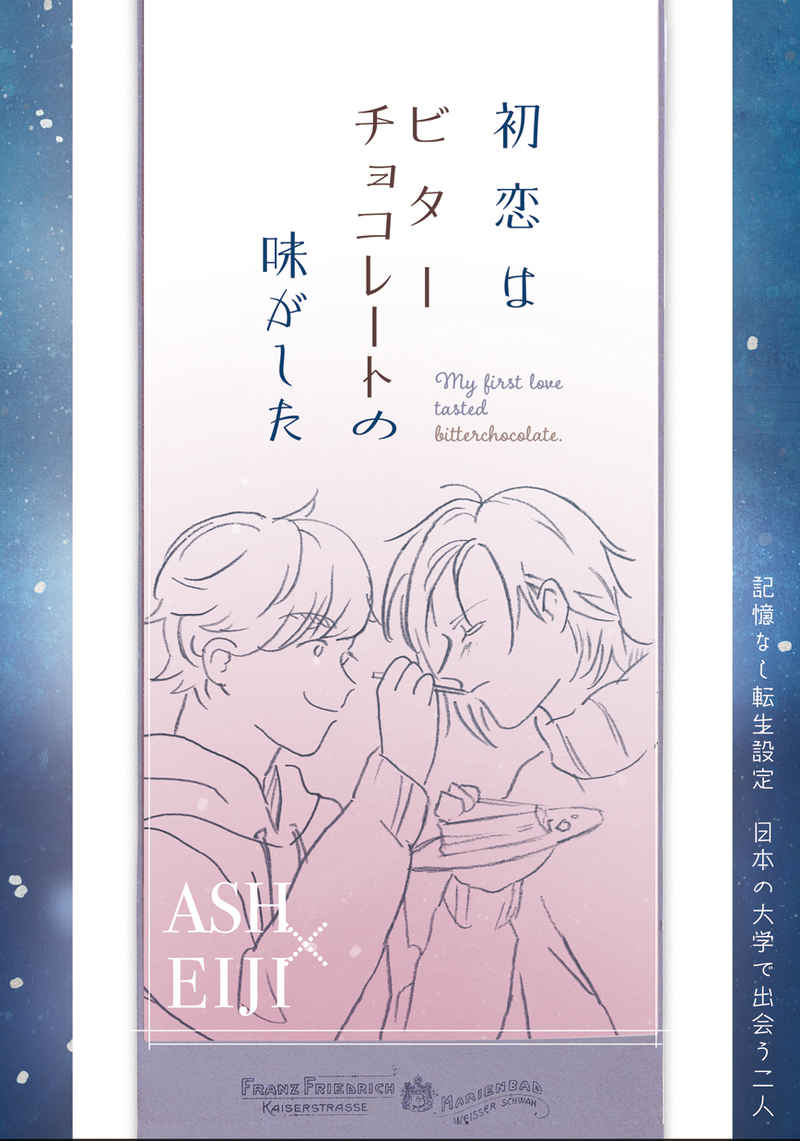 初恋は
ビター
チョコレートの
味がした
My first love
tasted
bitterchocolate.
記憶なし転生設定 日本の大学で出会う二人
ASH
×
EIJI
FRANZ FRIEDRICH
KAISERSTRASSE
MARIENBAD
WEISSER SCHWAN